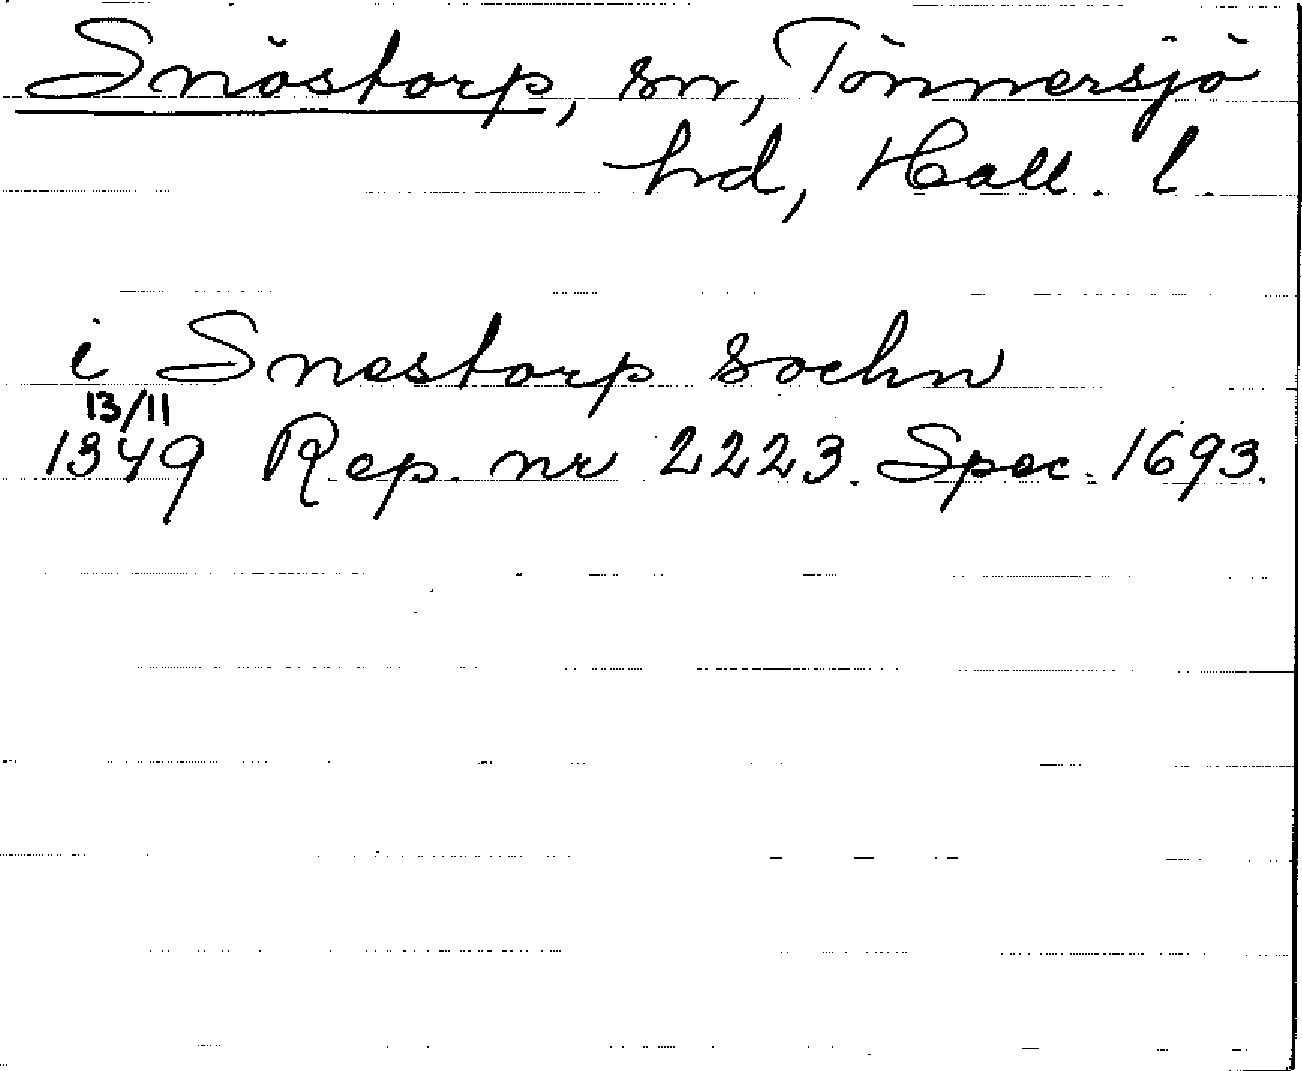 Snöstorp, sn, Tönnersjö
hd, Hall. l.
i Snestorp sochn
13/11
1349 Rep. nr 2223. Spec. 1693.